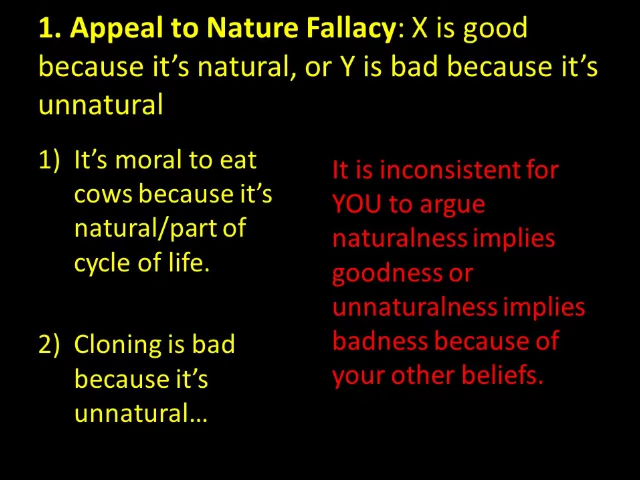 1. Appeal to Nature Fallacy: X is good
because it’s natural, or Y is bad because it’s
unnatural
1) It’s moral to eat
cows because it’s
natural/part of
cycle of life.
2) Cloning is bad
because it’s
unnatural…
It is inconsistent for
YOU to argue
naturalness implies
goodness or
unnaturalness implies
badness because of
your other beliefs.